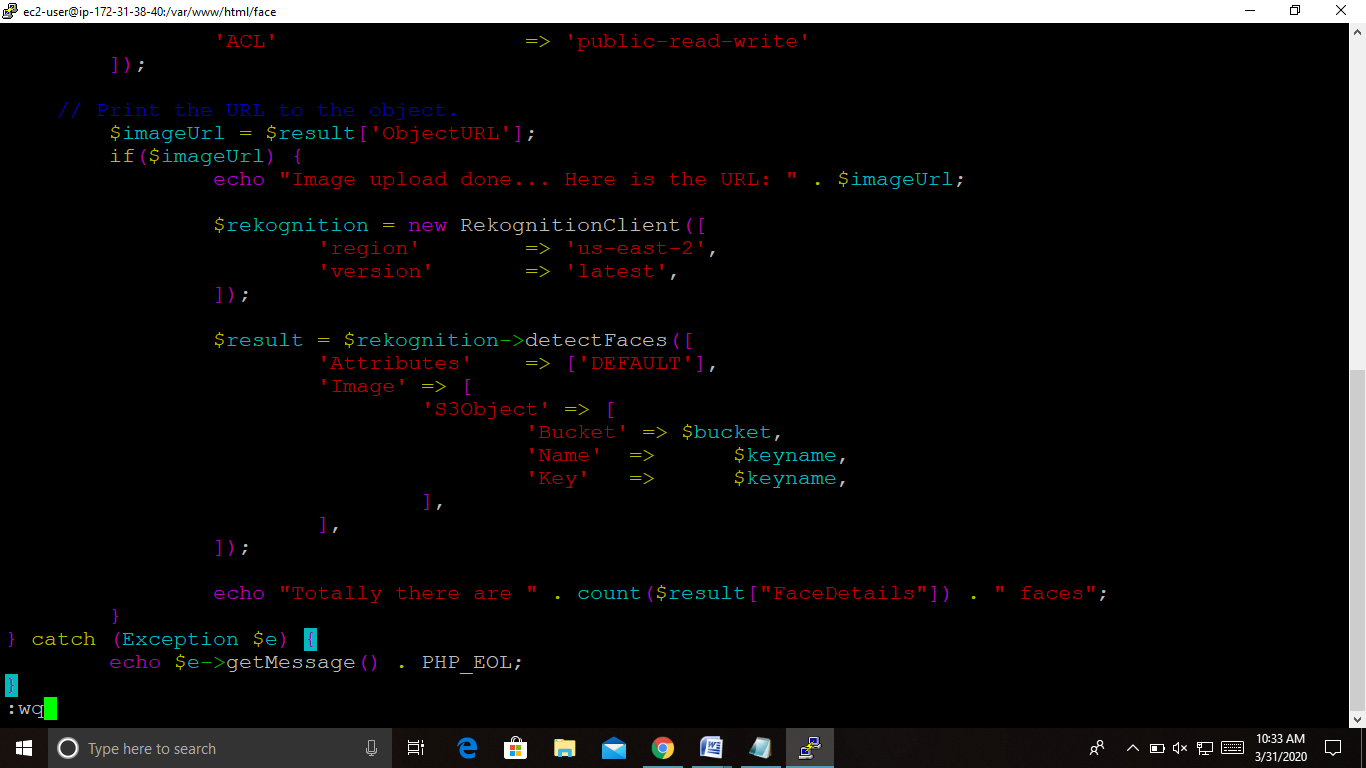 ec2-user@ip-172-31-38-40:/var/www/html/face
'ACL' => 'public-read-write'
]);
// Print the URL to the object.
$imageUrl = $result['ObjectURL'];
if($imageUrl) {
echo "Image upload done... Here is the URL: " . $imageUrl;
$rekognition = new RekognitionClient([
'region' => 'us-east-2',
'version' => 'latest',
]);
$result = $rekognition->detectFaces([
'Attributes' => ['DEFAULT'],
'Image' => [
'S3Object' => [
'Bucket' => $bucket,
'Name' => $keyname,
'Key' => $keyname,
],
],
]);
echo "Totally there are " . count($result["FaceDetails"]) . " faces";
}
} catch (Exception $e) {
echo $e->getMessage() . PHP_EOL;
}
:wq
Type here to search
10:33 AM
3/31/2020